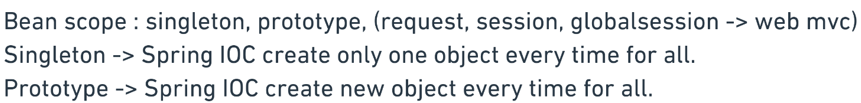 Bean scope : singleton, prototype, (request, session, globalsession -> web mvc)
Singleton -> Spring IOC create only one object every time for all.
Prototype -> Spring IOC create new object every time for all.